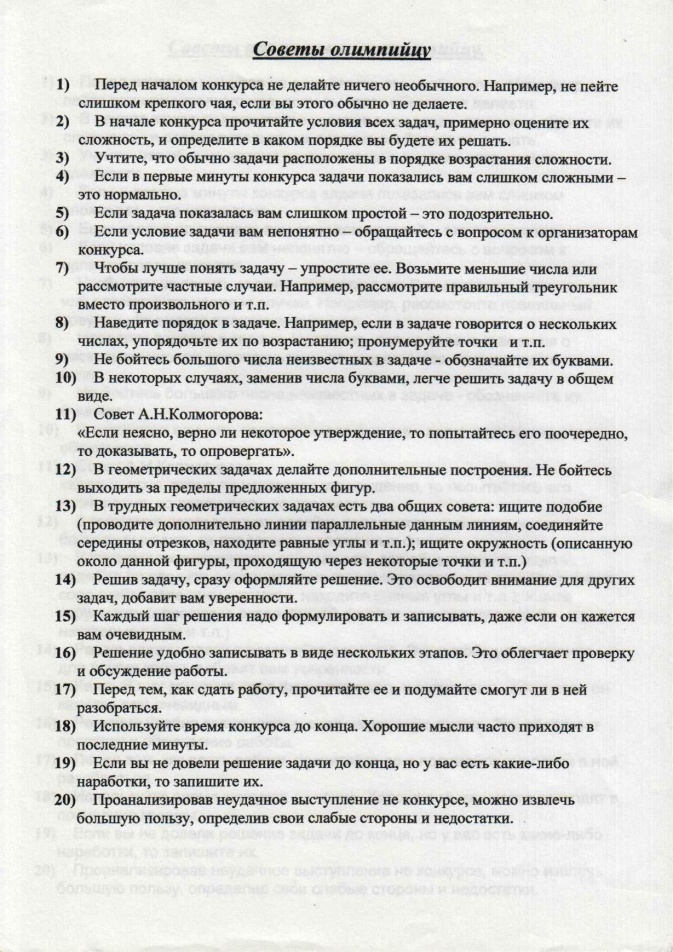 Советы олимпийцу
1) Перед началом конкурса не делайте ничего необычного. Например, не пейте
слишком крепкого чая, если вы этого обычно не делаете.
2) В начале конкурса прочитайте условия всех задач, примерно оцените их
сложность, и определите в каком порядке вы будете их решать.
3) Учтите, что обычно задачи расположены в порядке возрастания сложности.
4) Если в первые минуты конкурса задачи показались вам слишком сложными –
это нормально.
5) Если задача показалась вам слишком простой – это подозрительно.
6) Если условие задачи вам непонятно – обращайтесь с вопросом к организаторам
конкурса.
7) Чтобы лучше понять задачу – упростите ее. Возьмите меньшие числа или
рассмотрите частные случаи. Например, рассмотрите правильный треугольник
вместо произвольного и т.п.
8) Наведите порядок в задаче. Например, если в задаче говорится о нескольких
числах, упорядочьте их по возрастанию; пронумеруйте точки и т.п.
9) Не бойтесь большого числа неизвестных в задаче - обозначайте их буквами.
10) В некоторых случаях, заменив числа буквами, легче решить задачу в общем
виде.
11) Совет А.Н.Колмогорова:
«Если неясно, верно ли некоторое утверждение, то попытайтесь его поочередно,
то доказывать, то опровергать».
12) В геометрических задачах делайте дополнительные построения. Не бойтесь
выходить за пределы предложенных фигур.
13) В трудных геометрических задачах есть два общих совета: ищите подобие
(проводите дополнительно линии параллельные данным линиям, соединяйте
середины отрезков, находите равные углы и т.п.); ищите окружность (описанную
около данной фигуры, проходящую через некоторые точки и т.п.)
14) Решив задачу, сразу оформляйте решение. Это освободит внимание для других
задач, добавит вам уверенности.
15) Каждый шаг решения надо формулировать и записывать, даже если он кажется
вам очевидным.
16) Решение удобно записывать в виде нескольких этапов. Это облегчает проверку
и обсуждение работы.
17) Перед тем, как сдать работу, прочитайте ее и подумайте смогут ли в ней
разобраться.
18) Используйте время конкурса до конца. Хорошие мысли часто приходят в
последние минуты.
19) Если вы не довели решение задачи до конца, но у вас есть какие-либо
наработки, то запишите их.
20) Проанализировав неудачное выступление не конкурсе, можно извлечь
большую пользу, определив свои слабые стороны и недостатки.